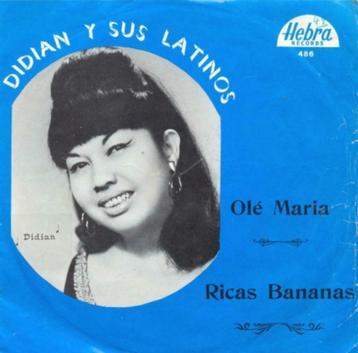 DIDIAN Y SUS LATINOS
Hebra
RECORDS
486
Didian
Olé Maria
Ricas Bananas